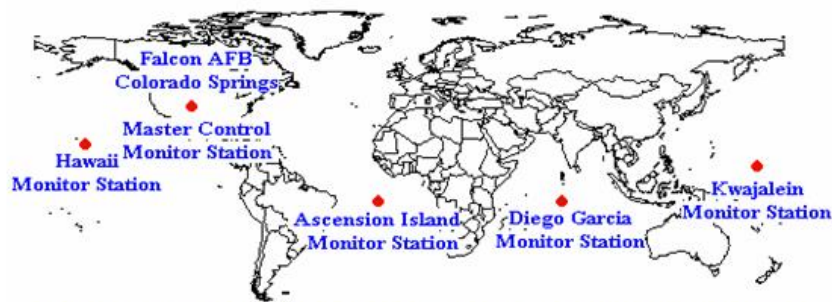 Falcon AFB
Colorado Springs
Master Control
Monitor Station
Hawaii
Monitor Station
Ascension Island
Monitor Station
Diego Garcia
Monitor Station
Kwajalein
Monitor Station